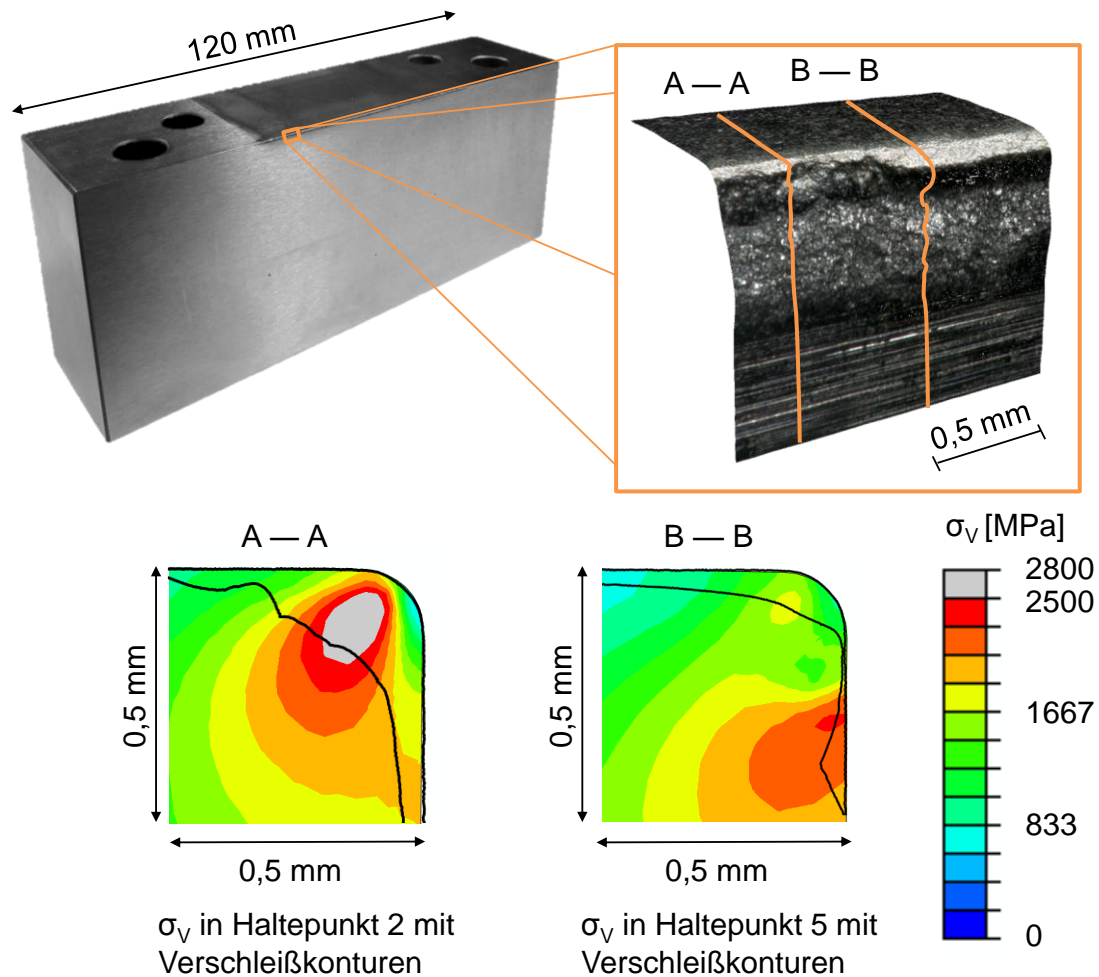 120 mm
A — A
B — B
0,5 mm
A — A
B — B
σV [MPa]
2800
2500
1667
833
0
0,5 mm
0,5 mm
0,5 mm
0,5 mm
σV in Haltepunkt 2 mit
Verschleißkonturen
σV in Haltepunkt 5 mit
Verschleißkonturen